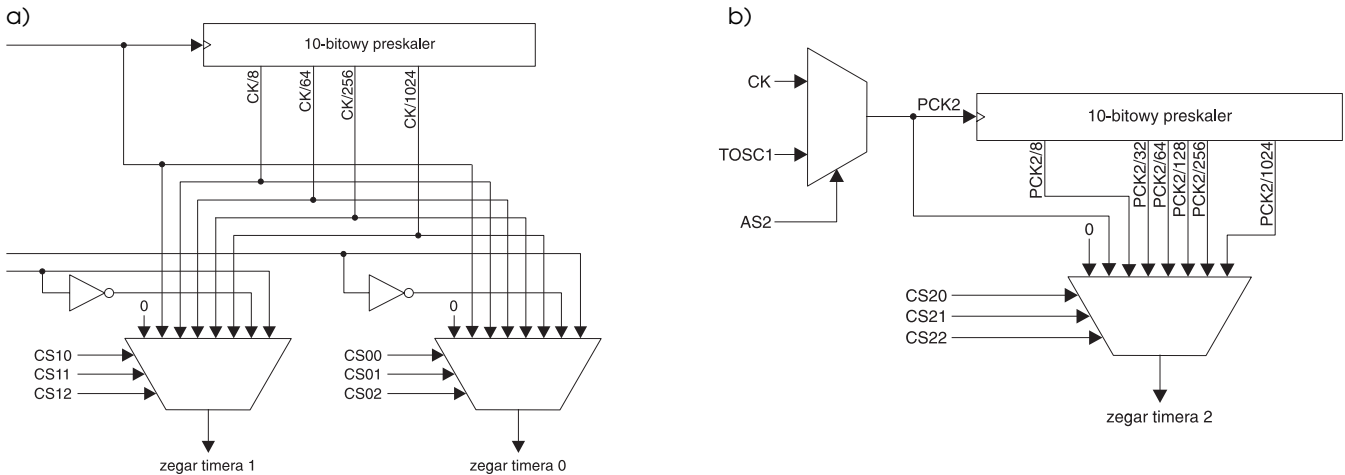 a)
10-bitowy preskaler
CK/8
CK/64
CK/256
CK/1024
0
0
CS10
CS11
CS12
CS00
CS01
CS02
zegar timera 1
zegar timera 0
b)
CK
TOSC1
AS2
PCK2
10-bitowy preskaler
PCK2/8
PCK2/32
PCK2/64
PCK2/128
PCK2/256
PCK2/1024
0
CS20
CS21
CS22
zegar timera 2